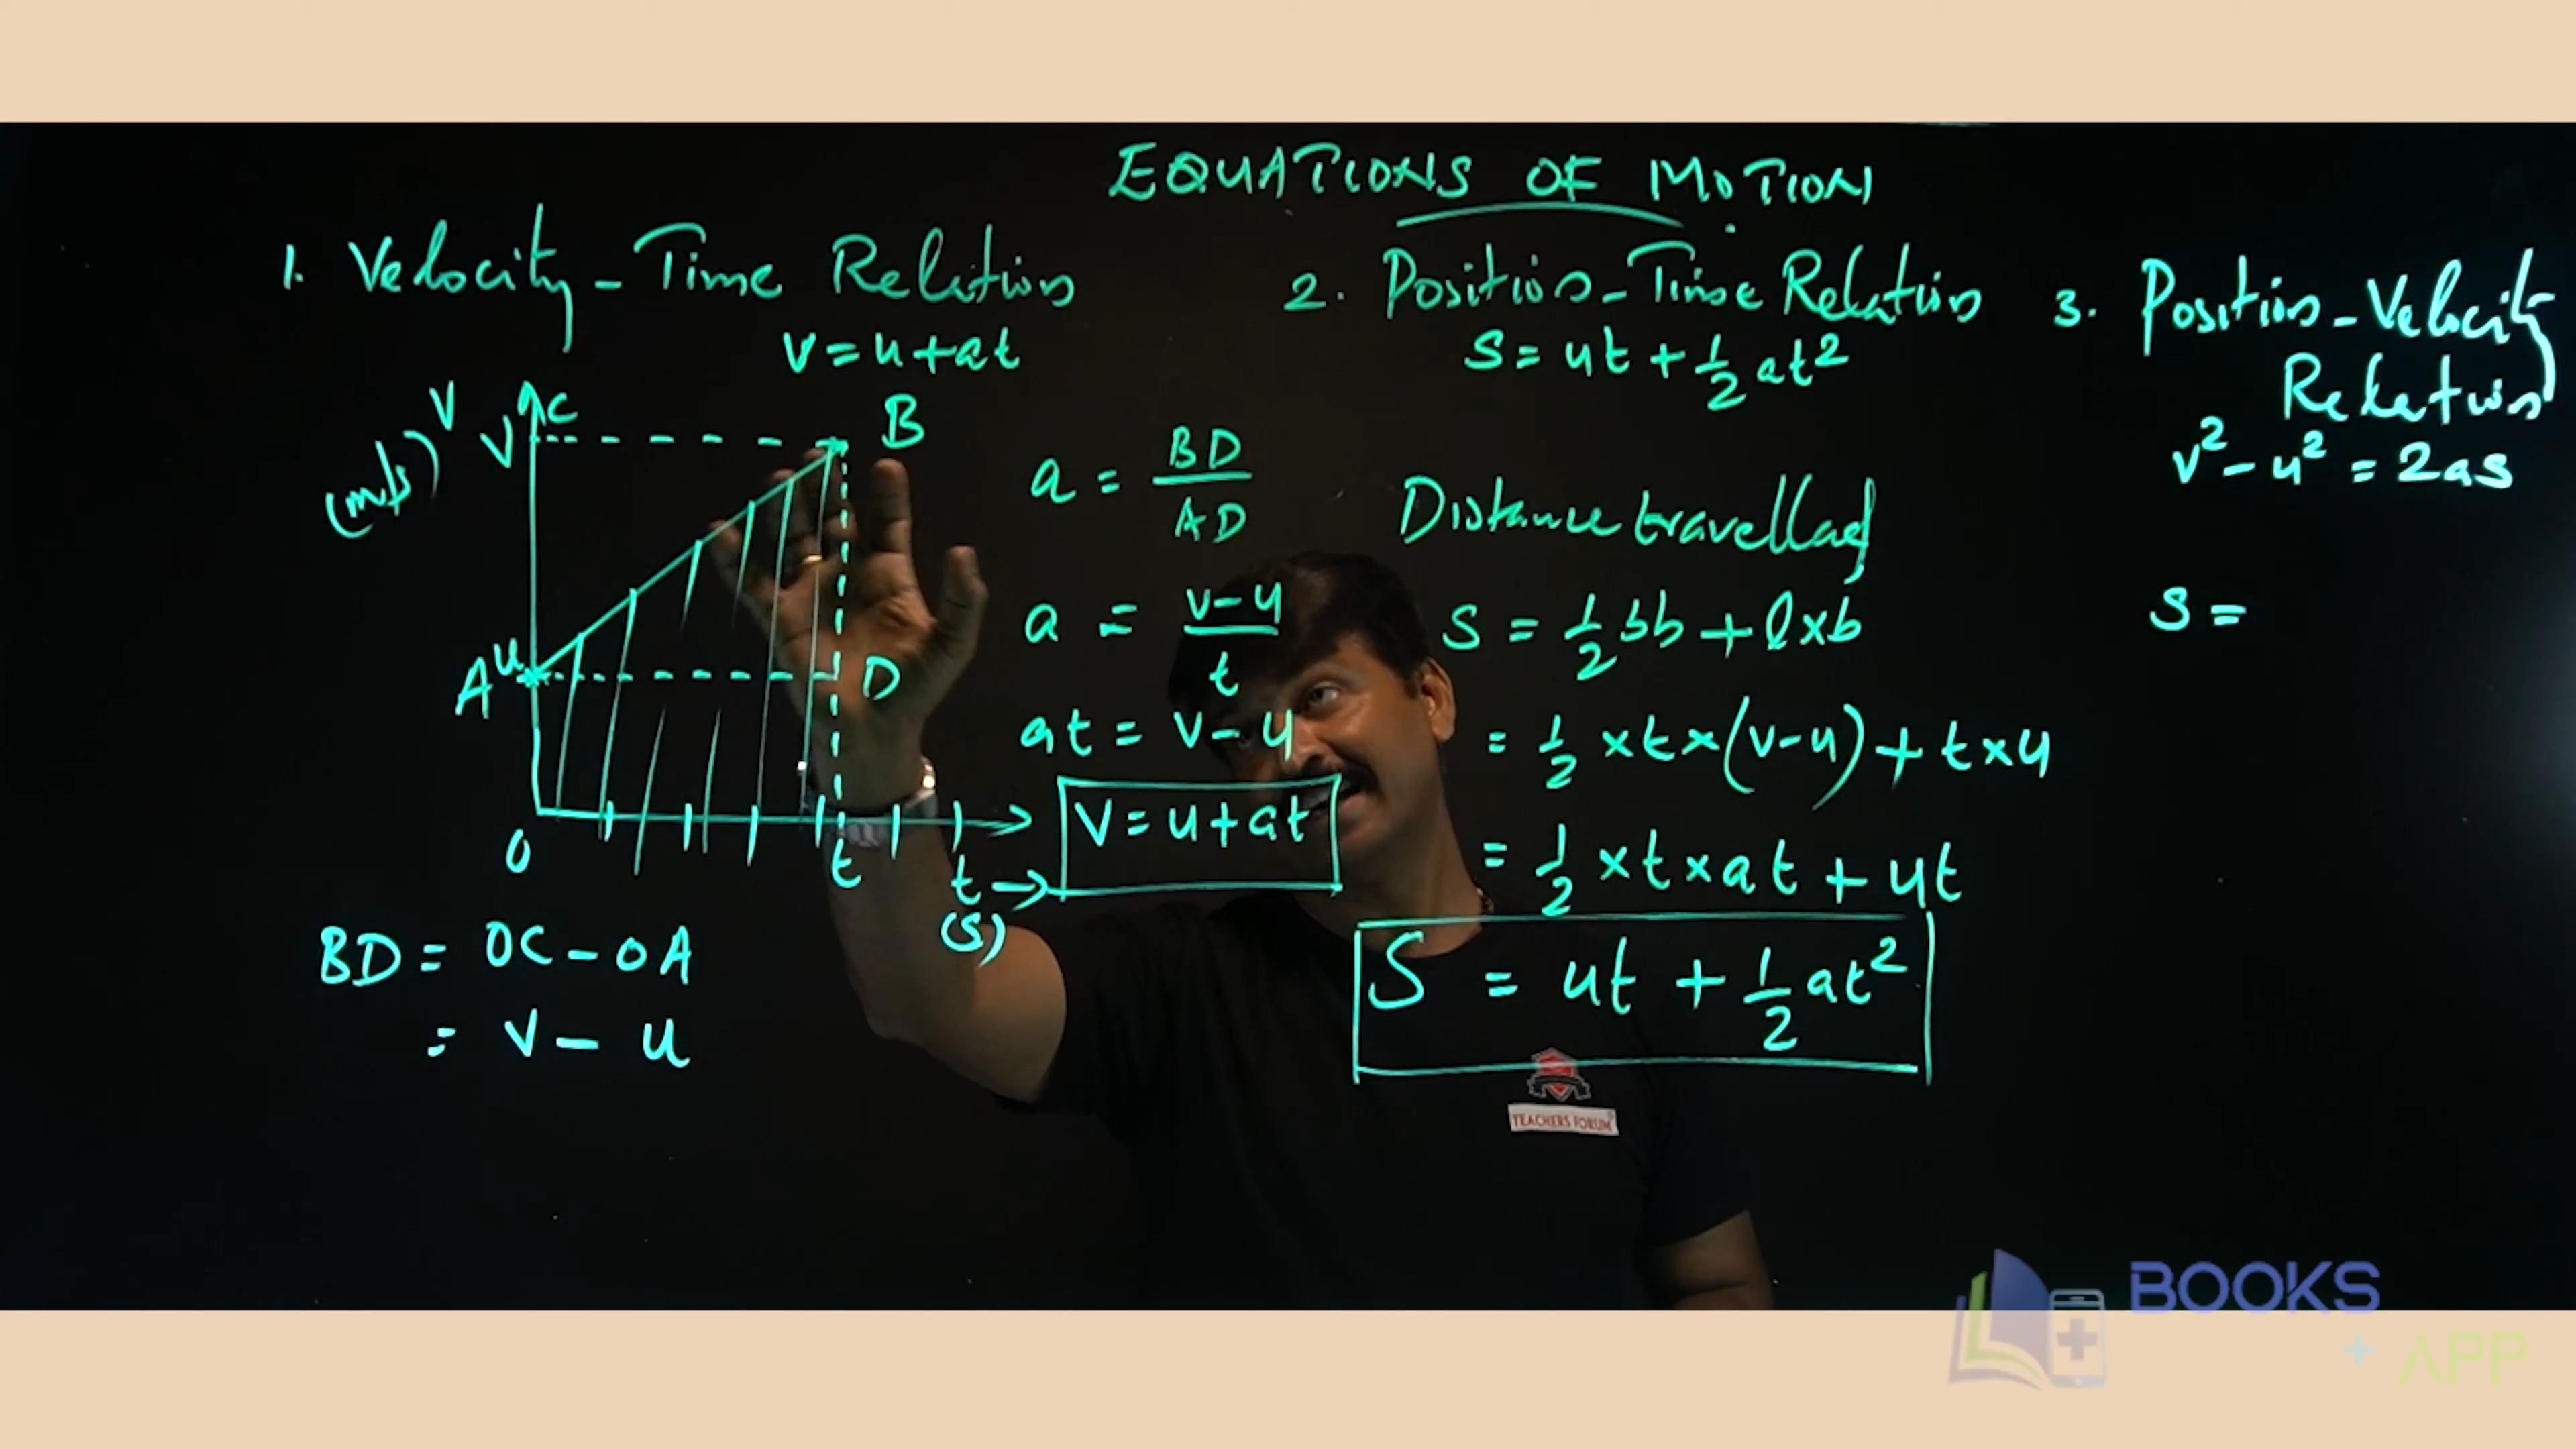 EQUATIONS OF MOTION
1. Velocity-Time Relation
V = u+at
V
(m/s)
V
C
B
A
u
D
O
t
t →
(s)
BD = OC - OA
= V - u
a = BD/AD
a = v-u/t
at = v-u
V = u+at
2. Position-Time Relation
S = ut + 1/2 at²
Distance travelled
S = 1/2 bh + l×b
= 1/2 × t × (v-u) + t×u
= 1/2 × t × at + ut
S = ut + 1/2 at²
3. Position-Velocity
Relation
v² - u² = 2as
S =
TEACHERS FORUM
BOOKS
+ APP